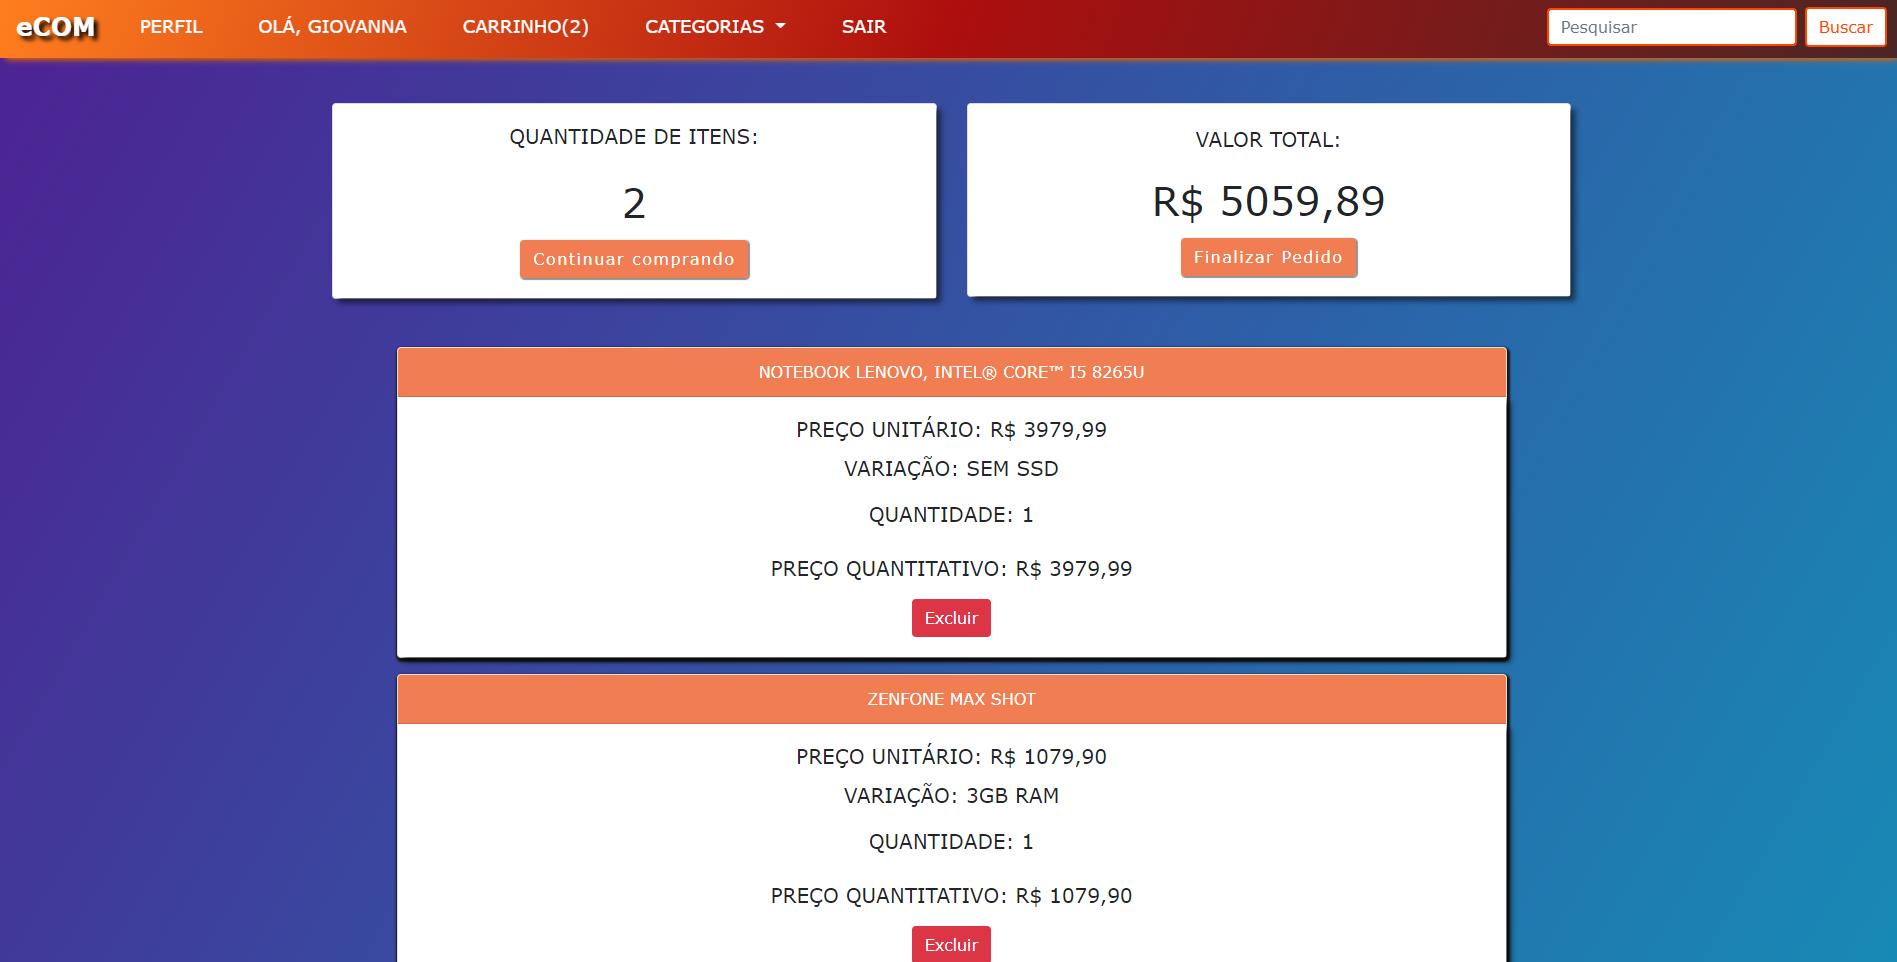 eCOM PERFIL OLÁ, GIOVANNA CARRINHO(2) CATEGORIAS SAIR Pesquisar Buscar
QUANTIDADE DE ITENS:
2
Continuar comprando
VALOR TOTAL:
R$ 5059,89
Finalizar Pedido
NOTEBOOK LENOVO, INTEL® CORE™ I5 8265U
PREÇO UNITÁRIO: R$ 3979,99
VARIAÇÃO: SEM SSD
QUANTIDADE: 1
PREÇO QUANTITATIVO: R$ 3979,99
Excluir
ZENFONE MAX SHOT
PREÇO UNITÁRIO: R$ 1079,90
VARIAÇÃO: 3GB RAM
QUANTIDADE: 1
PREÇO QUANTITATIVO: R$ 1079,90
Excluir